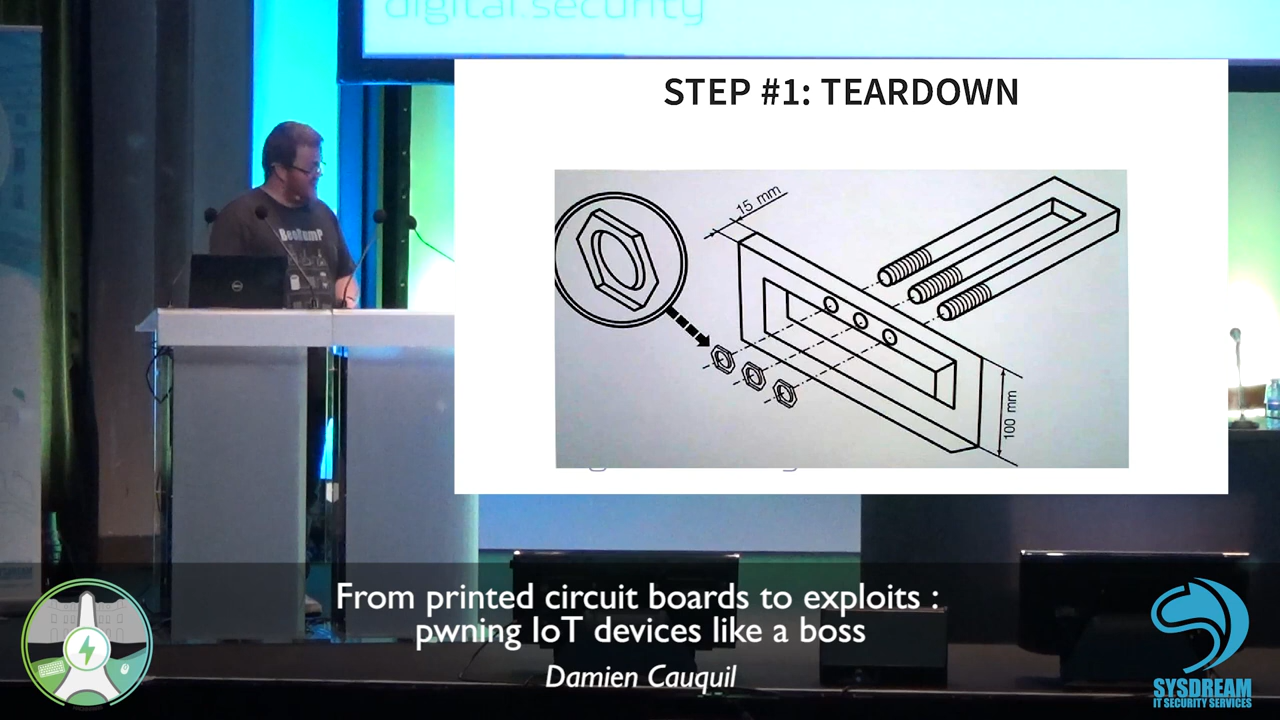 digital.security
STEP #1: TEARDOWN
15 mm
100 mm
DELL
From printed circuit boards to exploits :
pwning IoT devices like a boss
Damien Cauquil
SYSDREAM
IT SECURITY SERVICES